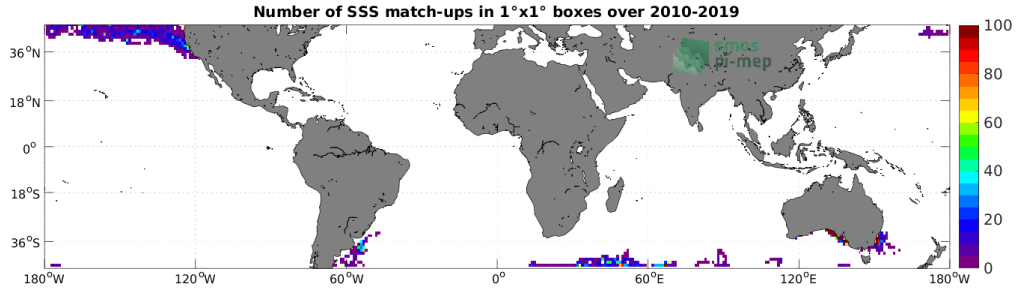 Number of SSS match-ups in 1°x1° boxes over 2010-2019
100
80
60
40
20
0
36°N
18°N
0°
18°S
36°S
180°W
120°W
60°W
0°
60°E
120°E
180°W
smos
pi-mep